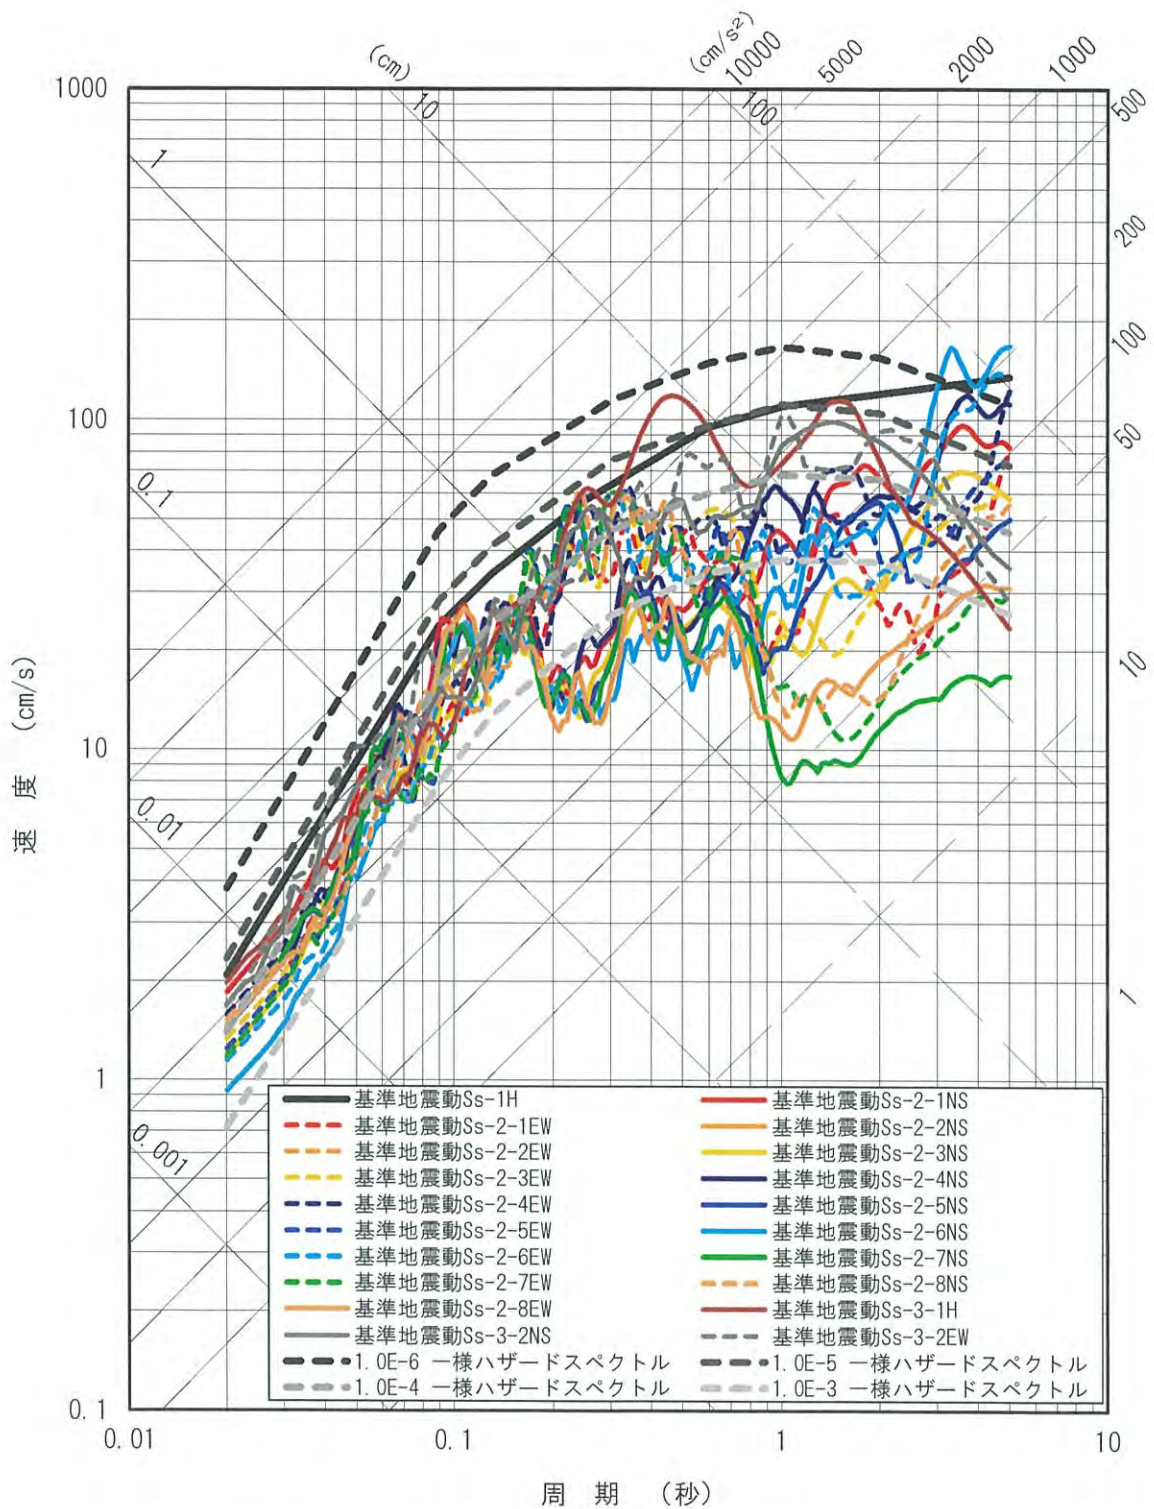 (cm)
(cm/s²)
10000
5000
2000
1000
1000
10
100
500
1
200
100
100
50
0.1
10
10
0.01
1
1
0.001
速 度 (cm/s)
基準地震動Ss-1H
基準地震動Ss-2-1NS
基準地震動Ss-2-1EW
基準地震動Ss-2-2NS
基準地震動Ss-2-2EW
基準地震動Ss-2-3NS
基準地震動Ss-2-3EW
基準地震動Ss-2-4NS
基準地震動Ss-2-4EW
基準地震動Ss-2-5NS
基準地震動Ss-2-5EW
基準地震動Ss-2-6NS
基準地震動Ss-2-6EW
基準地震動Ss-2-7NS
基準地震動Ss-2-7EW
基準地震動Ss-2-8NS
基準地震動Ss-2-8EW
基準地震動Ss-3-1H
基準地震動Ss-3-2NS
基準地震動Ss-3-2EW
1.0E-6 一様ハザードスペクトル
1.0E-5 一様ハザードスペクトル
1.0E-4 一様ハザードスペクトル
1.0E-3 一様ハザードスペクトル
0.1
0.01
0.1
1
10
周 期 (秒)